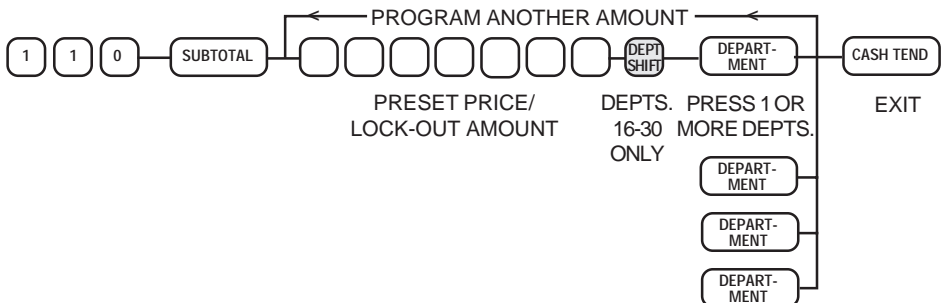 PROGRAM ANOTHER AMOUNT
1 1 0 SUBTOTAL DEPT SHIFT DEPART-MENT CASH TEND
PRESET PRICE/
LOCK-OUT AMOUNT
DEPTS.
16-30
ONLY
PRESS 1 OR
MORE DEPTS.
EXIT
DEPART-
MENT
DEPART-
MENT
DEPART-
MENT